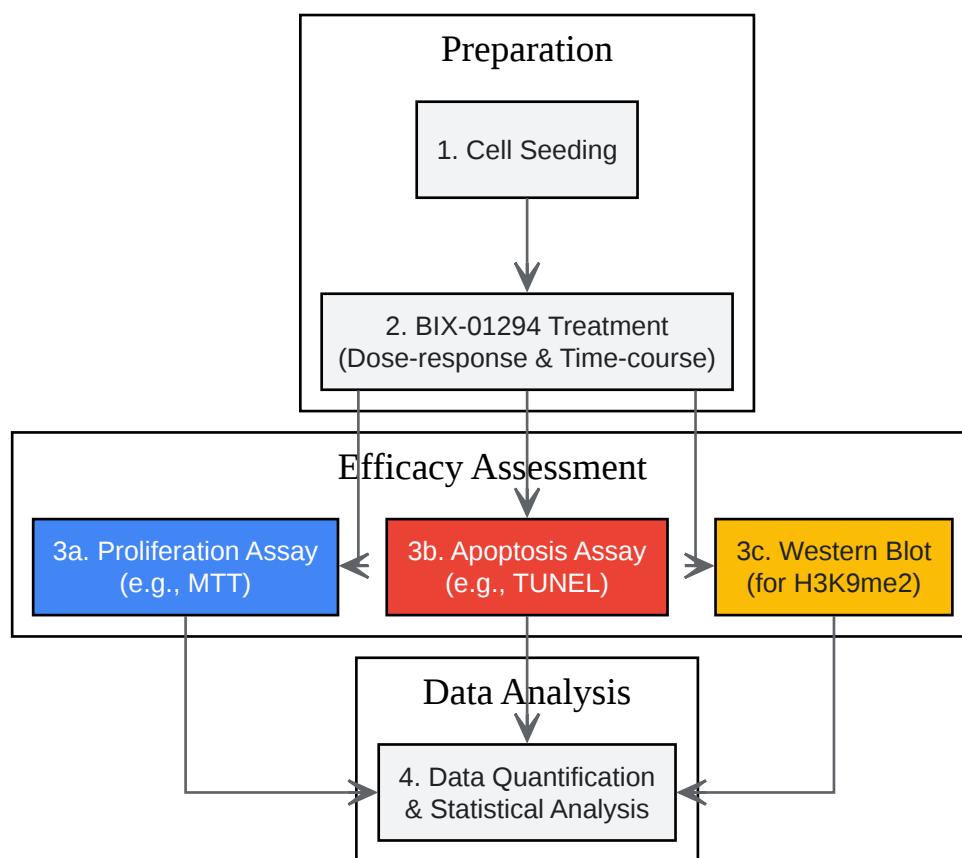 Preparation
1. Cell Seeding
2. BIX-01294 Treatment
(Dose-response & Time-course)
Efficacy Assessment
3a. Proliferation Assay
(e.g., MTT)
3b. Apoptosis Assay
(e.g., TUNEL)
3c. Western Blot
(for H3K9me2)
Data Analysis
4. Data Quantification
& Statistical Analysis